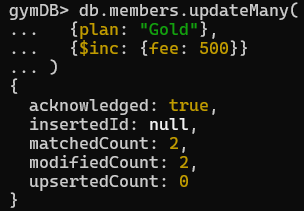 gymDB> db.members.updateMany(
...   {plan: "Gold"},
...   {$inc: {fee: 500}}
... )
{
  acknowledged: true,
  insertedId: null,
  matchedCount: 2,
  modifiedCount: 2,
  upsertedCount: 0
}